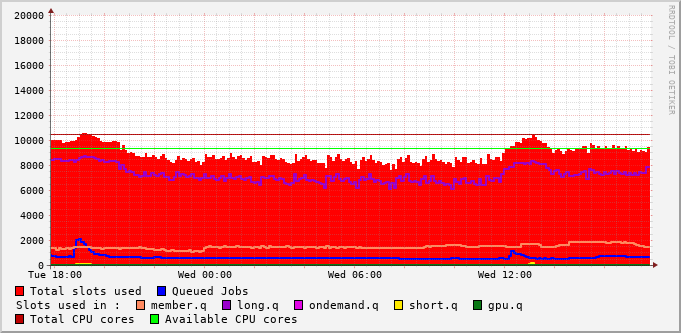 20000
18000
16000
14000
12000
10000
8000
6000
4000
2000
0
Tue 18:00 Wed 00:00 Wed 06:00 Wed 12:00
Total slots used Queued Jobs
Slots used in : member.q long.q ondemand.q short.q gpu.q
Total CPU cores Available CPU cores
RRDTOOL / TOBI OETIKER